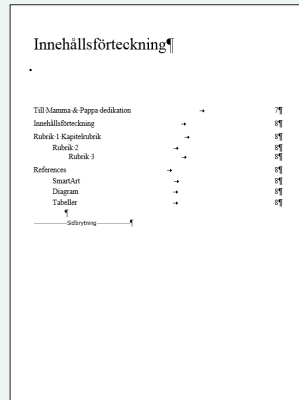 Innehållsförteckning¶
Till·Mamma·&·Pappa·dedikation → 7¶
Innehållsförteckning → 8¶
Rubrik·1·Kapitelrubrik → 8¶
Rubrik·2 → 8¶
Rubrik·3 → 8¶
References → 8¶
SmartArt → 8¶
Diagram → 8¶
Tabeller → 8¶
¶
Sidbrytning¶